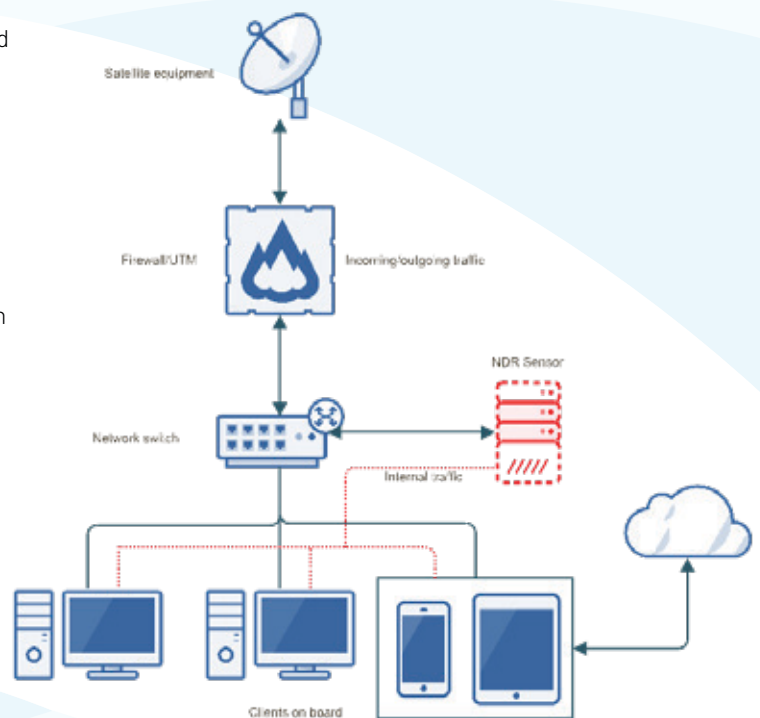 d
Satellite equipment
Firewall/UTM
Incoming/outgoing traffic
n
NDR Sensor
Network switch
Internal traffic
Clients on board